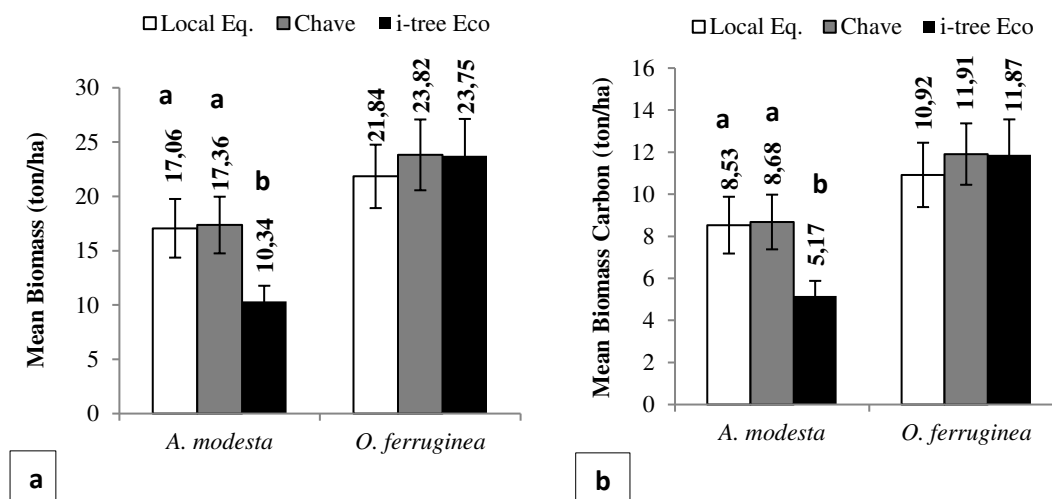 Local Eq. Chave i-tree Eco
Mean Biomass (ton/ha)
30
25
20
15
10
5
0
a
17,06
a
17,36
b
10,34
21,84
23,82
23,75
A. modesta
O. ferruginea
a
Local Eq. Chave i-tree Eco
Mean Biomass Carbon (ton/ha)
16
14
12
10
8
6
4
2
0
a
8,53
a
8,68
b
5,17
10,92
11,91
11,87
A. modesta
O. ferruginea
b